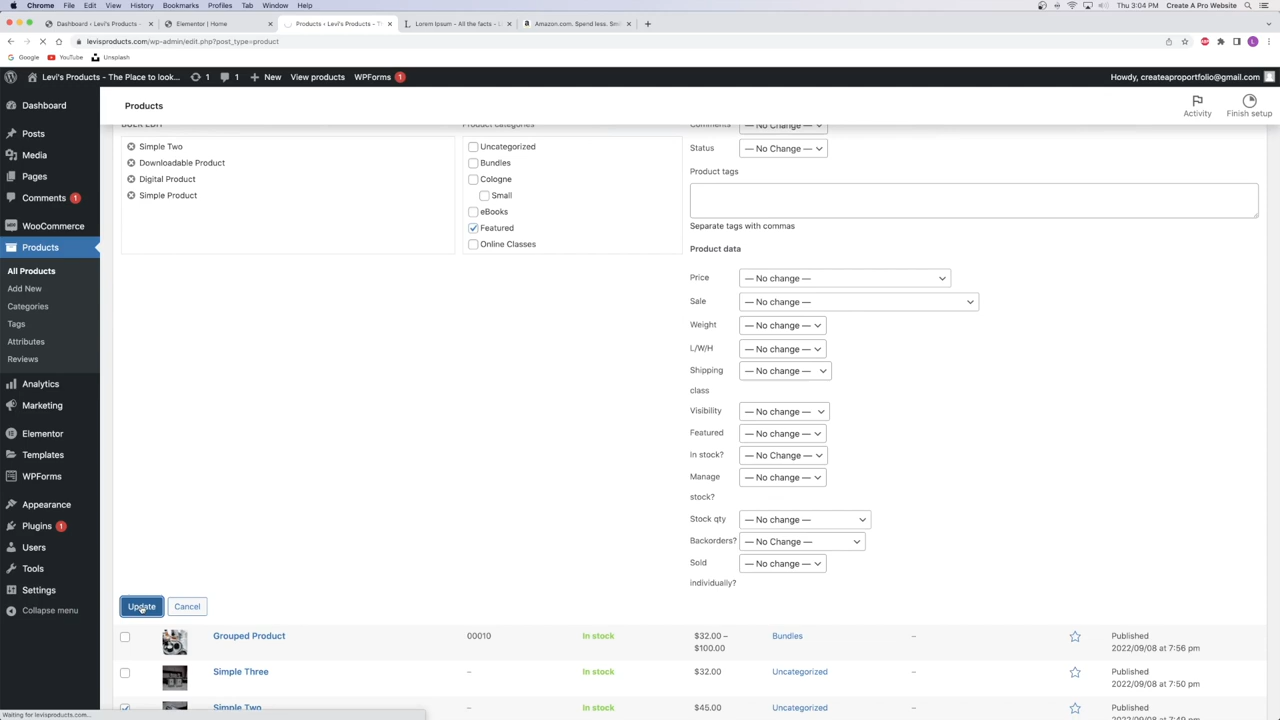 Chrome File Edit View History Bookmarks Profiles Tab Window Help Create A Pro Website Thu 3:04 PM
Dashboard ‹ Levi's Products - Elementor | Home Products ‹ Levi's Products - T Lorem Ipsum - All the facts - L Amazon.com. Spend less. Sm
levisproducts.com/wp-admin/edit.php?post_type=product
Google YouTube Unsplash
Levi's Products - The Place to look... 1 1 New View products WPForms 1 Howdy, createaproportfolio@gmail.com
Dashboard
Posts
Media
Pages
Comments 1
WooCommerce
Products
All Products
Add New
Categories
Tags
Attributes
Reviews
Analytics
Marketing
Elementor
Templates
WPForms
Appearance
Plugins 1
Users
Tools
Settings
Collapse menu
Products
Activity
Finish setup
BULK EDIT
Simple Two
Downloadable Product
Digital Product
Simple Product
Product categories
Uncategorized
Bundles
Cologne
Small
eBooks
Featured
Online Classes
Comments — No Change —
Status — No Change —
Product tags
Separate tags with commas
Product data
Price — No change —
Sale — No change —
Weight — No change —
L/W/H — No change —
Shipping — No change —
class
Visibility — No change —
Featured — No change —
In stock? — No Change —
Manage — No change —
stock?
Stock qty — No change —
Backorders? — No Change —
Sold — No change —
individually?
Update Cancel
Grouped Product 00010 In stock $32.00 – Bundles – Published
$100.00 2022/09/08 at 7:56 pm
Simple Three – In stock $32.00 Uncategorized – Published
2022/09/08 at 7:50 pm
Simple Two – In stock $45.00 Uncategorized – Published
Waiting for levisproducts.com...